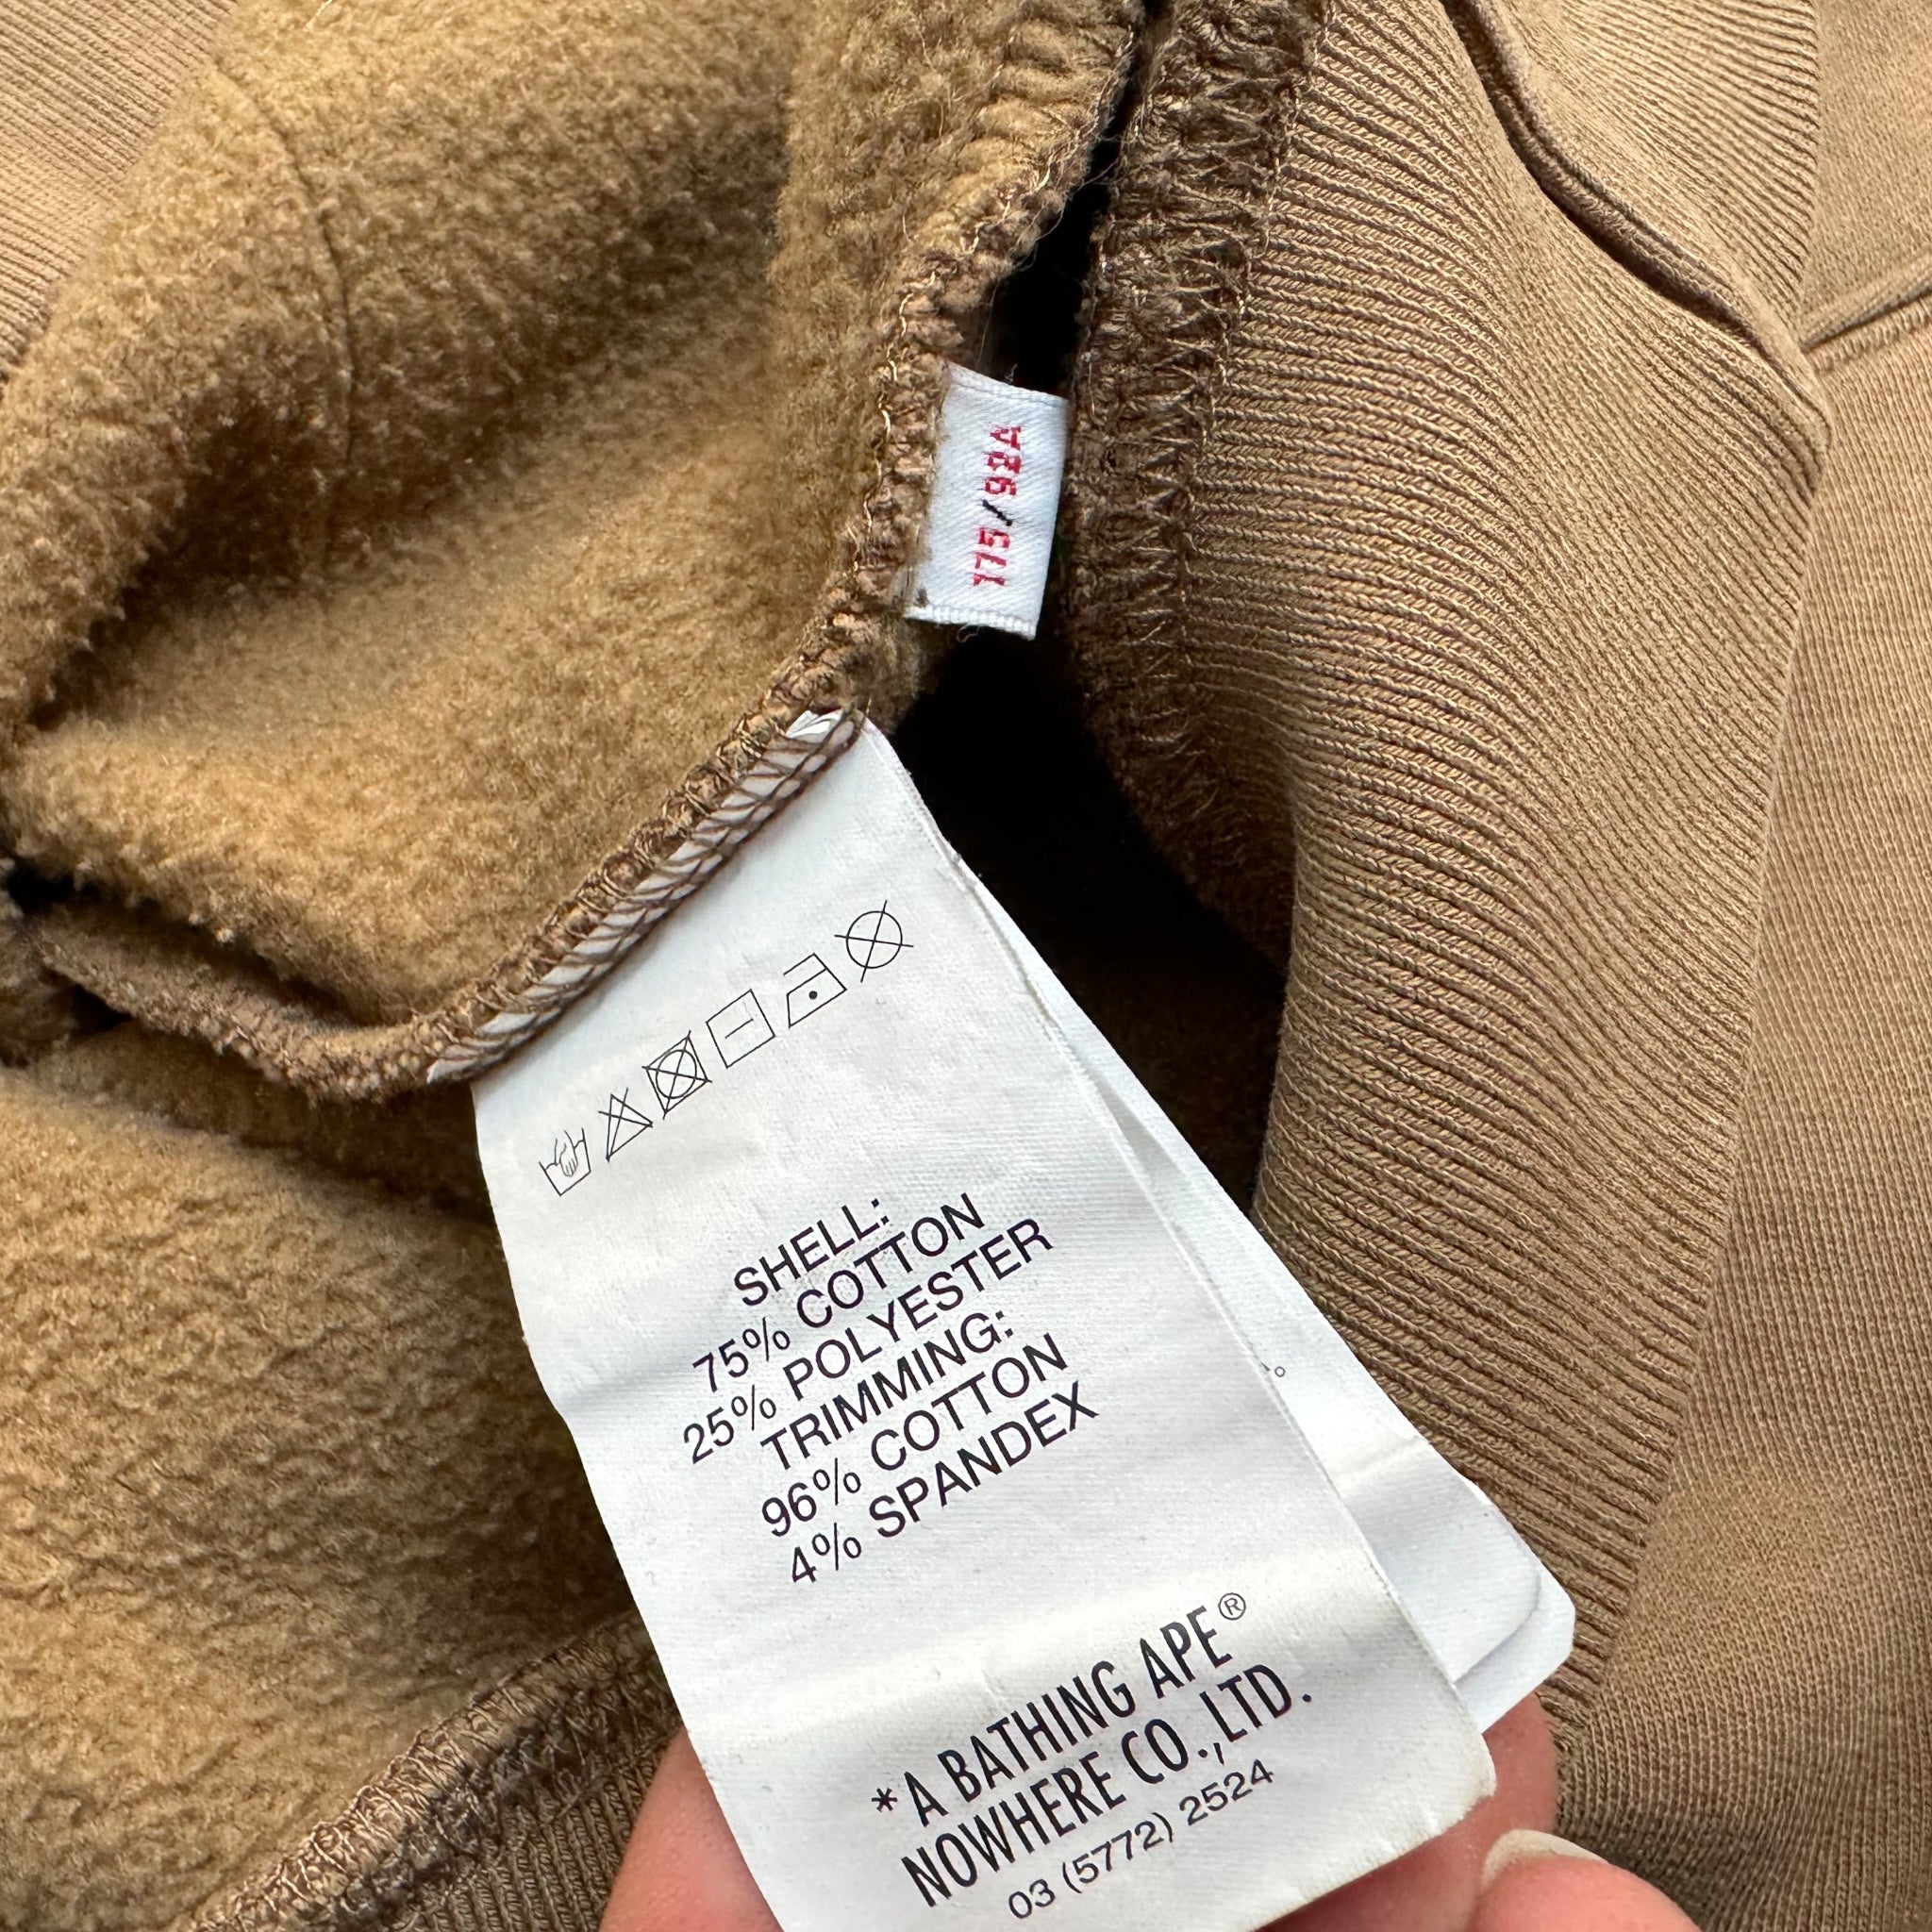 175/92A
SHELL:
75% COTTON
25% POLYESTER
TRIMMING:
96% COTTON
4% SPANDEX
*A BATHING APE®
NOWHERE CO.,LTD.
03 (5772) 2524